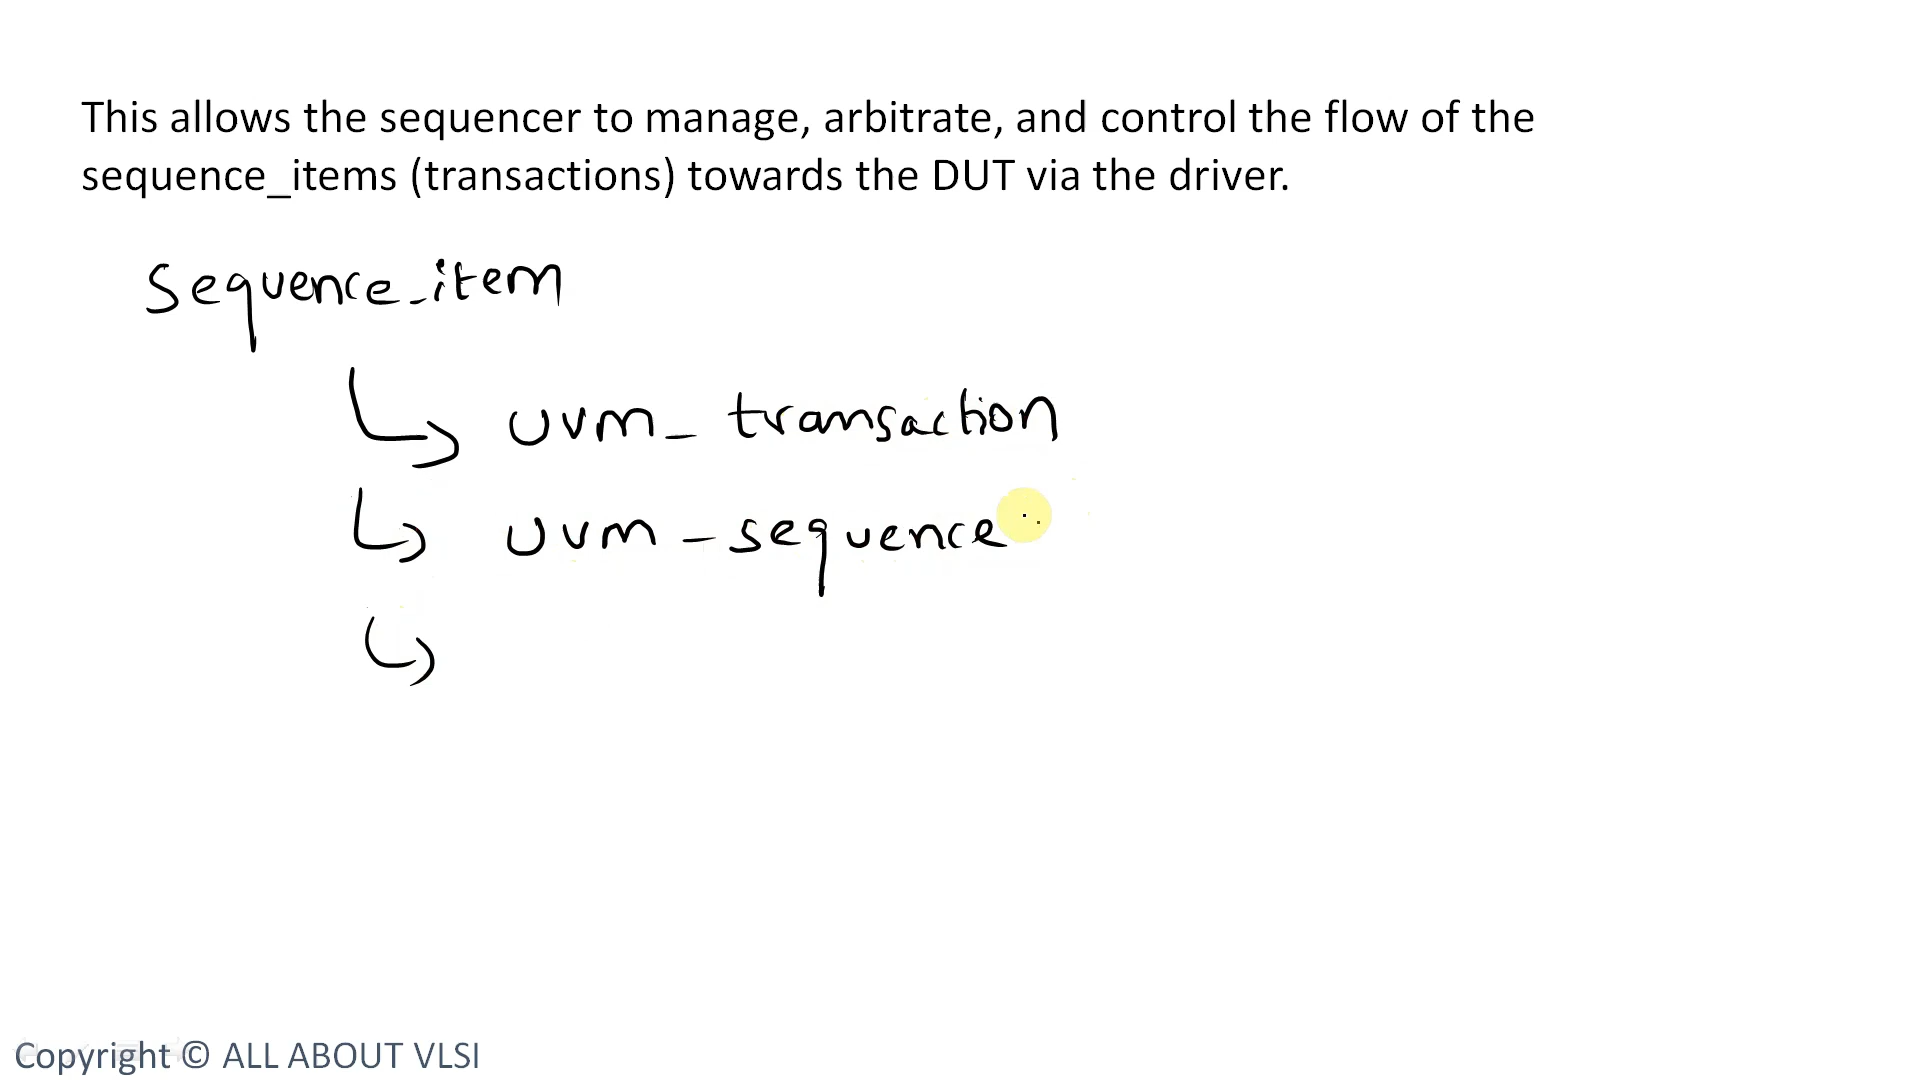 This allows the sequencer to manage, arbitrate, and control the flow of the
sequence_items (transactions) towards the DUT via the driver.
sequence_item
uvm_transaction
uvm_sequence
Copyright © ALL ABOUT VLSI